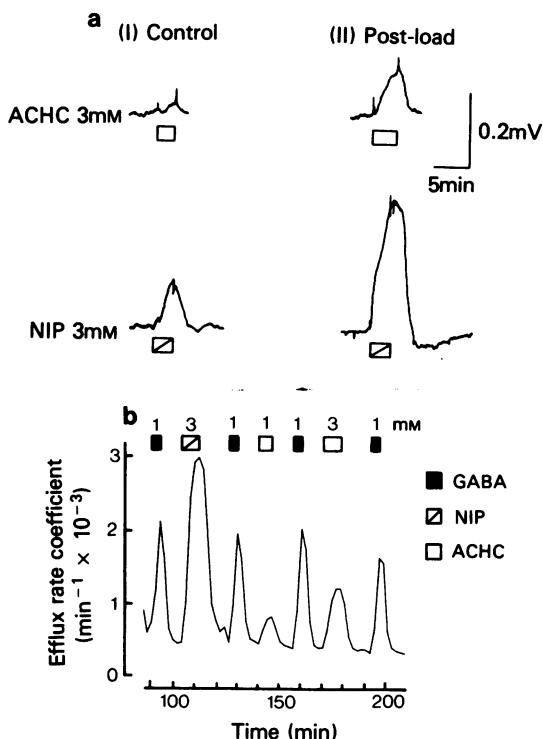 a
(I) Control
(II) Post-load
ACHC 3mM
0.2mV
5min
NIP 3mM
b
1 3 1 1 1 3 1 mM
GABA
NIP
ACHC
Efflux rate coefficient
(min⁻¹ × 10⁻³)
3
2
1
0
100 150 200
Time (min)